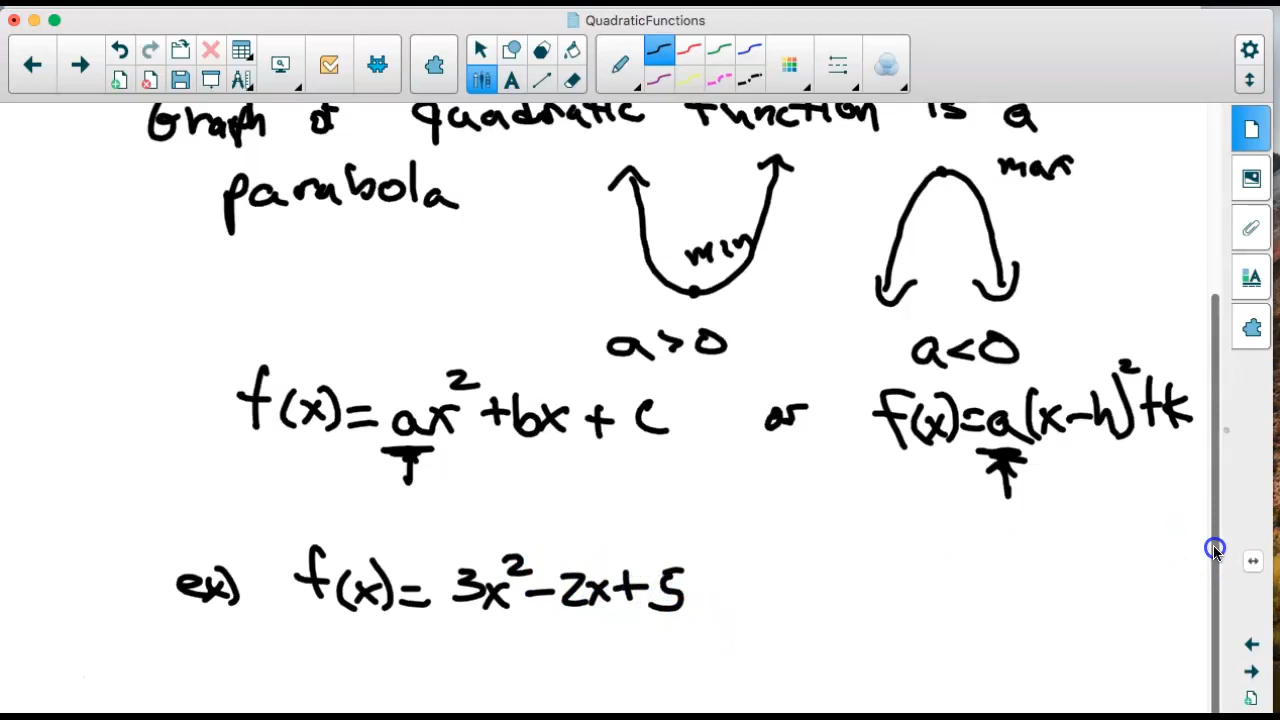 QuadraticFunctions
Graph of Quadratic Function is a
parabola
min
max
a>0
a<0
f(x)= ax²+bx+c or f(x)=a(x-h)²+k
ex) f(x)= 3x²-2x+5